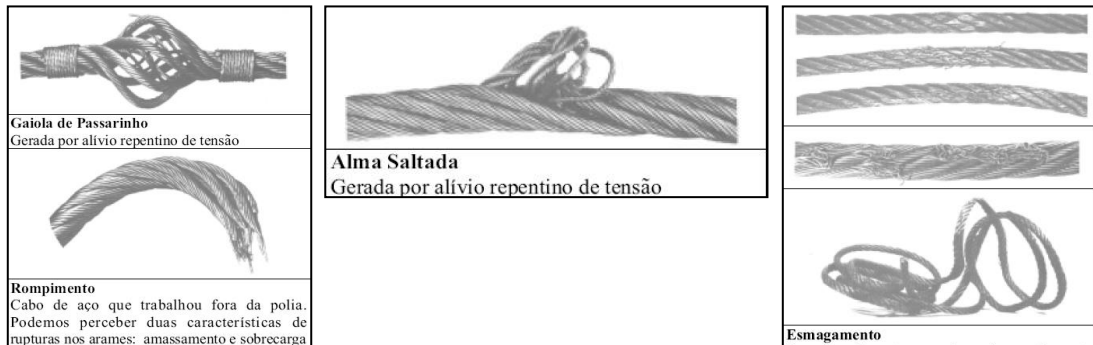 Gaiola de Passarinho
Gerada por alívio repentino de tensão
Rompimento
Cabo de aço que trabalhou fora da polia.
Podemos perceber duas características de
rupturas nos arames: amassamento e sobrecarga
Alma Saltada
Gerada por alívio repentino de tensão
Esmagamento